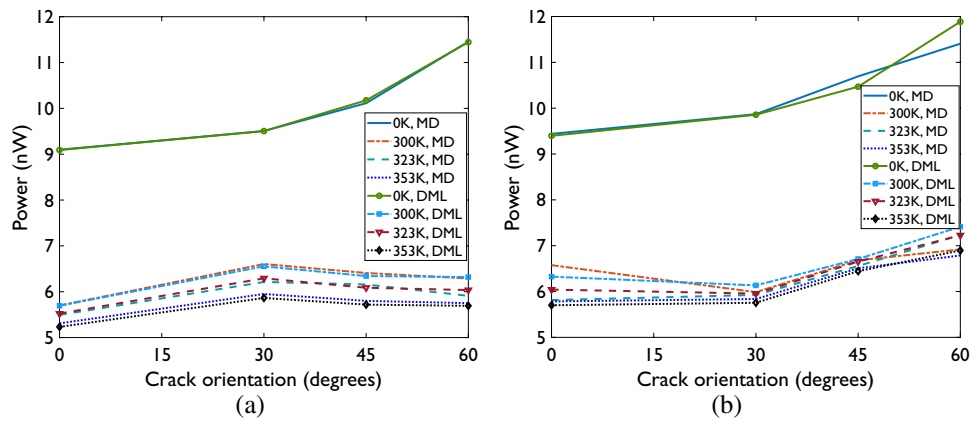 12
11
10
9
8
7
6
5
0
15
30
45
60
Power (nW)
Crack orientation (degrees)
0K, MD
300K, MD
323K, MD
353K, MD
0K, DML
300K, DML
323K, DML
353K, DML
(a)
12
11
10
9
8
7
6
5
0
15
30
45
60
Power (nW)
Crack orientation (degrees)
0K, MD
300K, MD
323K, MD
353K, MD
0K, DML
300K, DML
323K, DML
353K, DML
(b)